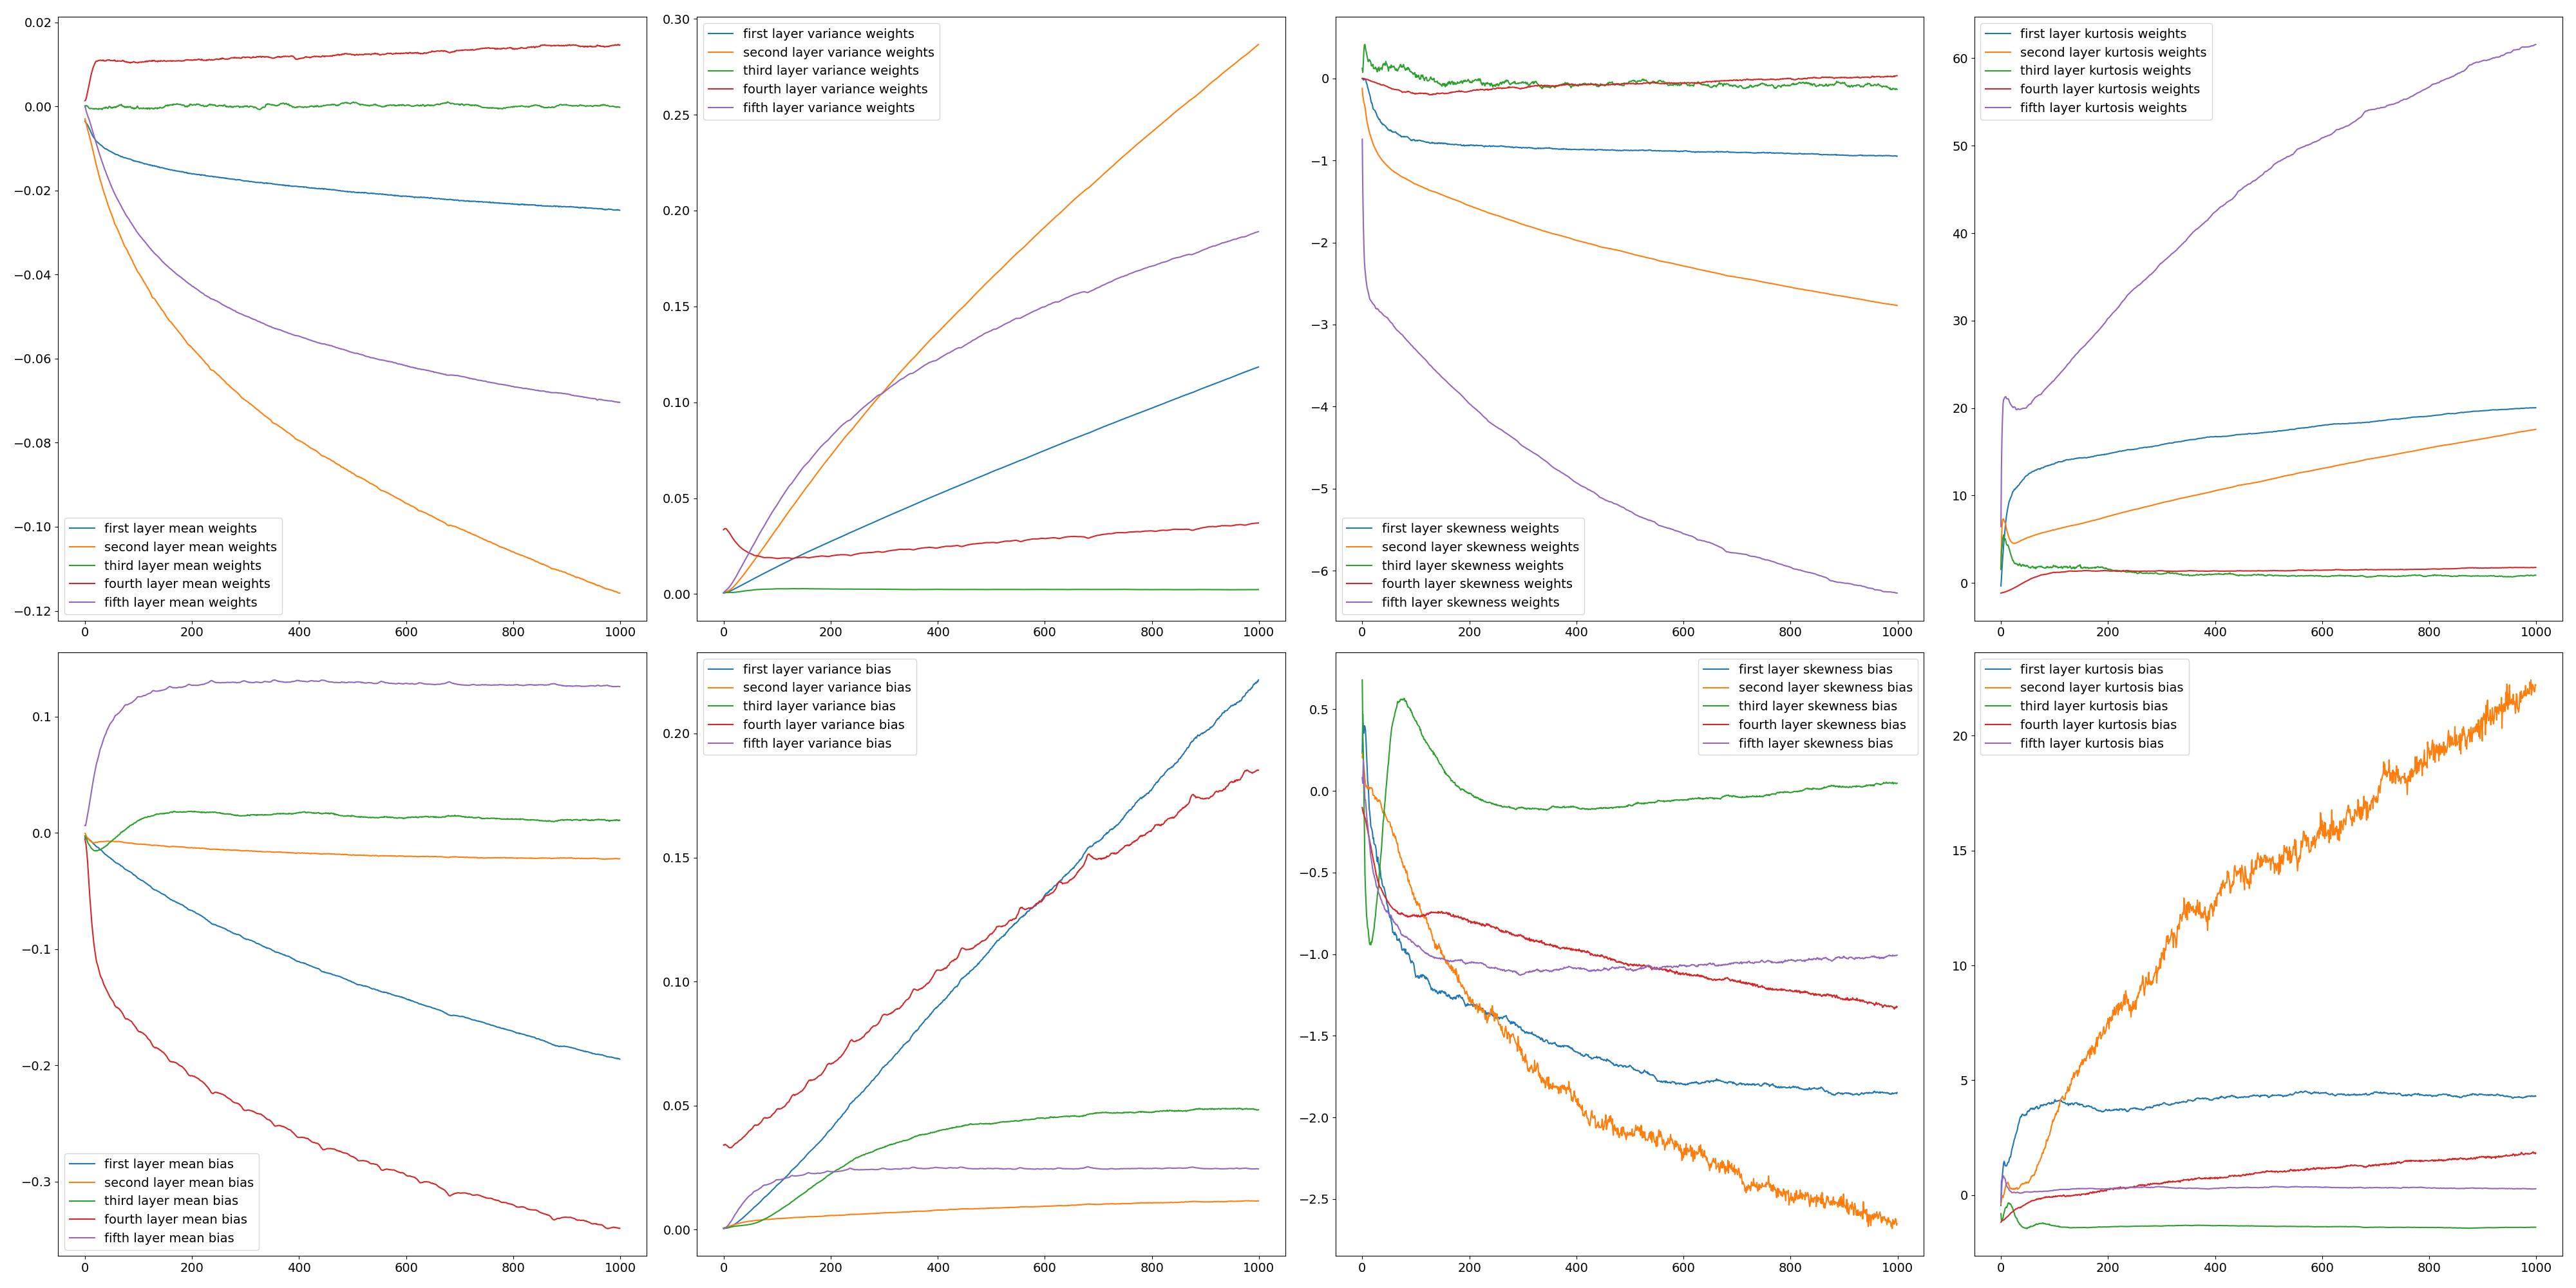 0.02
0.00
−0.02
−0.04
−0.06
−0.08
−0.10
−0.12
first layer mean weights
second layer mean weights
third layer mean weights
fourth layer mean weights
fifth layer mean weights
0 200 400 600 800 1000
0.30
0.25
0.20
0.15
0.10
0.05
0.00
first layer variance weights
second layer variance weights
third layer variance weights
fourth layer variance weights
fifth layer variance weights
0 200 400 600 800 1000
0
−1
−2
−3
−4
−5
−6
first layer skewness weights
second layer skewness weights
third layer skewness weights
fourth layer skewness weights
fifth layer skewness weights
0 200 400 600 800 1000
60
50
40
30
20
10
0
first layer kurtosis weights
second layer kurtosis weights
third layer kurtosis weights
fourth layer kurtosis weights
fifth layer kurtosis weights
0 200 400 600 800 1000
0.1
0.0
−0.1
−0.2
−0.3
first layer mean bias
second layer mean bias
third layer mean bias
fourth layer mean bias
fifth layer mean bias
0 200 400 600 800 1000
0.20
0.15
0.10
0.05
0.00
first layer variance bias
second layer variance bias
third layer variance bias
fourth layer variance bias
fifth layer variance bias
0 200 400 600 800 1000
0.5
0.0
−0.5
−1.0
−1.5
−2.0
−2.5
first layer skewness bias
second layer skewness bias
third layer skewness bias
fourth layer skewness bias
fifth layer skewness bias
0 200 400 600 800 1000
20
15
10
5
0
first layer kurtosis bias
second layer kurtosis bias
third layer kurtosis bias
fourth layer kurtosis bias
fifth layer kurtosis bias
0 200 400 600 800 1000